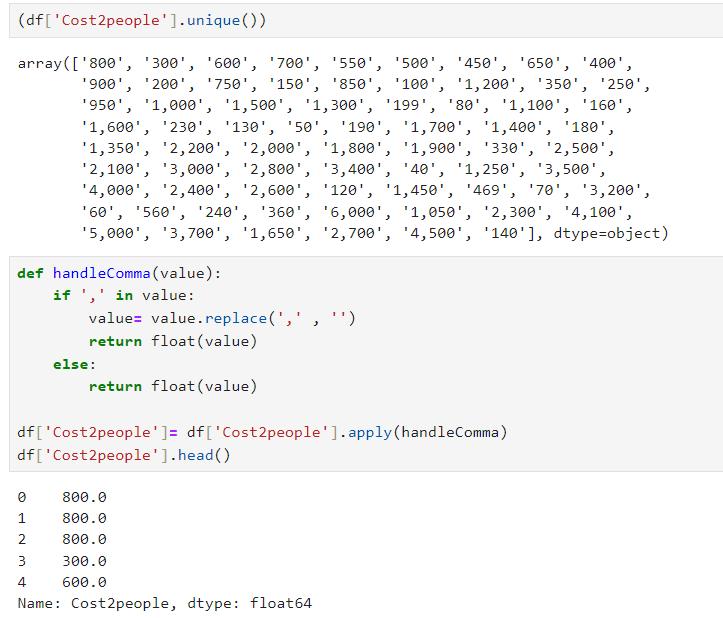 (df['Cost2people'].unique())
array(['800', '300', '600', '700', '550', '500', '450', '650', '400',
       '900', '200', '750', '150', '850', '100', '1,200', '350', '250',
       '950', '1,000', '1,500', '1,300', '199', '80', '1,100', '160',
       '1,600', '230', '130', '50', '190', '1,700', '1,400', '180',
       '1,350', '2,200', '2,000', '1,800', '1,900', '330', '2,500',
       '2,100', '3,000', '2,800', '3,400', '40', '1,250', '3,500',
       '4,000', '2,400', '2,600', '120', '1,450', '469', '70', '3,200',
       '60', '560', '240', '360', '6,000', '1,050', '2,300', '4,100',
       '5,000', '3,700', '1,650', '2,700', '4,500', '140'], dtype=object)
def handleComma(value):
    if ',' in value:
        value= value.replace(',' , '')
        return float(value)
    else:
        return float(value)
df['Cost2people']= df['Cost2people'].apply(handleComma)
df['Cost2people'].head()
0    800.0
1    800.0
2    800.0
3    300.0
4    600.0
Name: Cost2people, dtype: float64